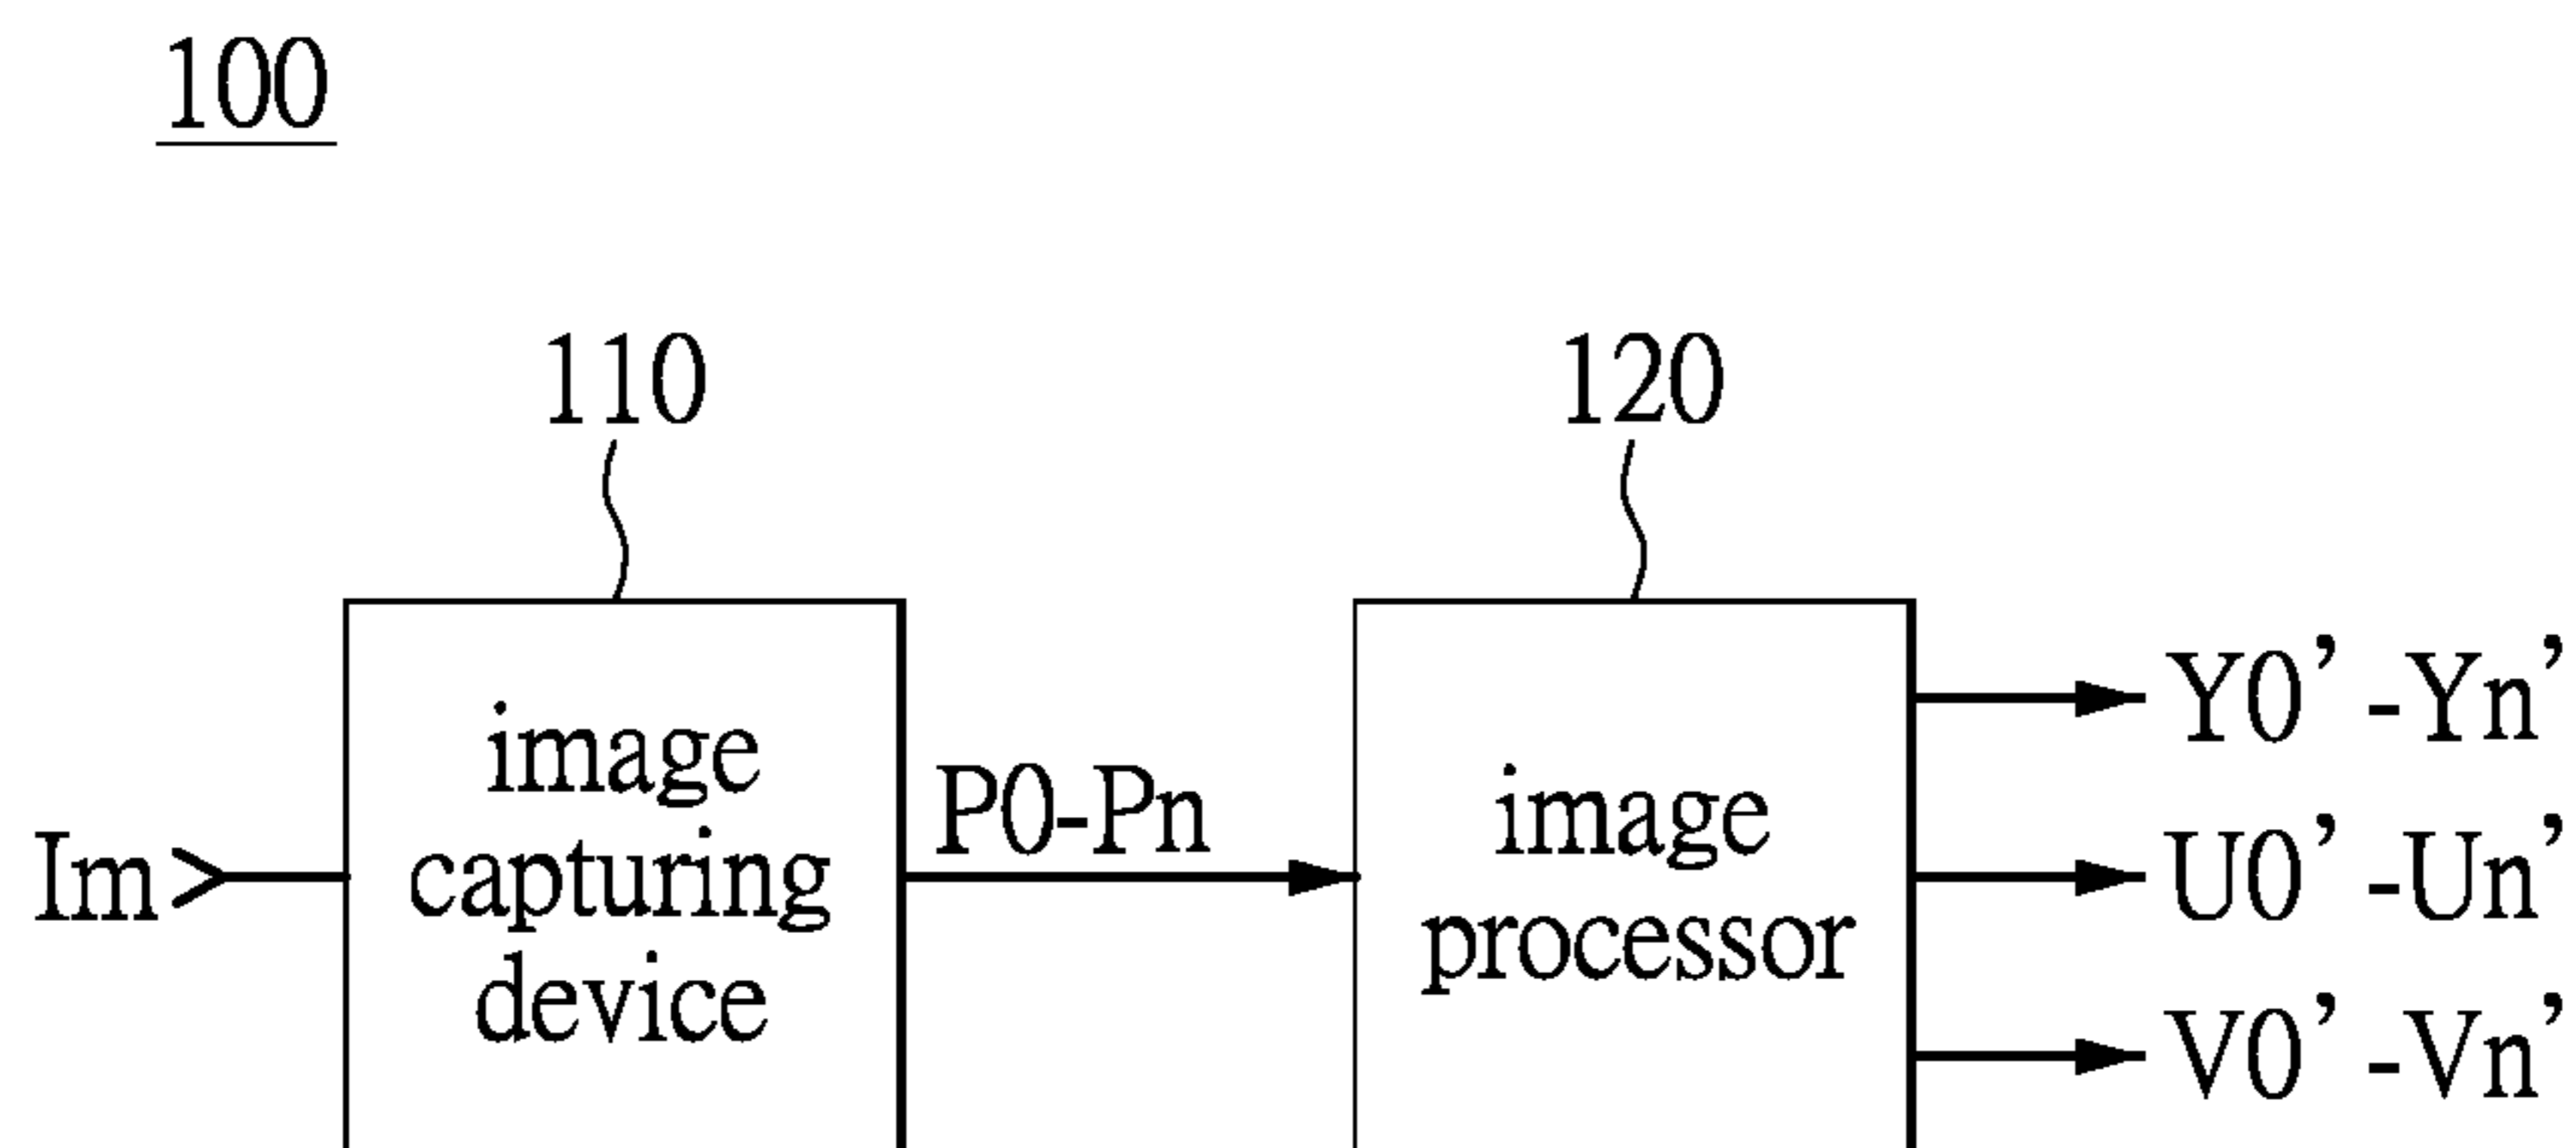 100
110
120
image
capturing
device
Im
P0-Pn
image
processor
Y0’-Yn’
U0’-Un’
V0’-Vn’